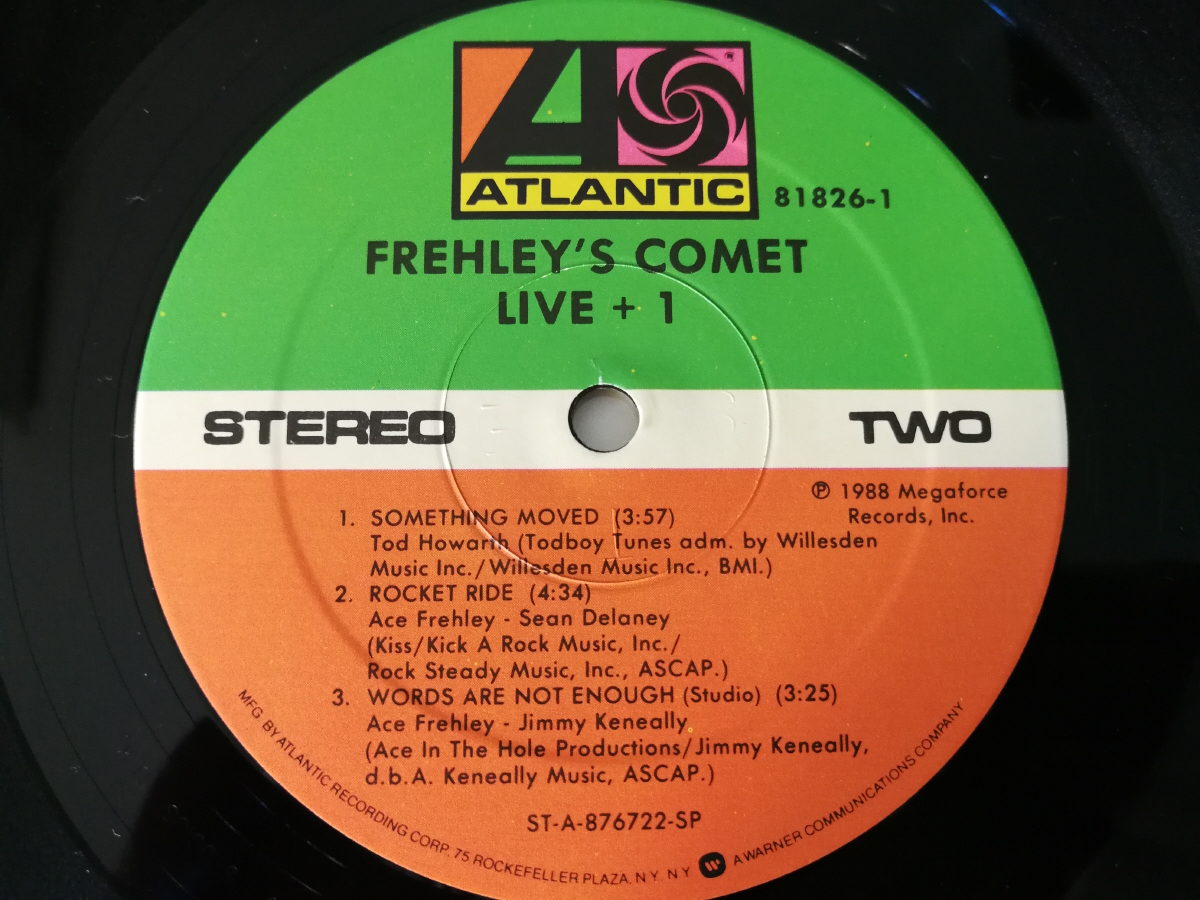 ATLANTIC
81826-1
FREHLEY'S COMET
LIVE + 1
STEREO
TWO
℗ 1988 Megaforce
Records, Inc.
1. SOMETHING MOVED (3:57)
Tod Howarth (Todboy Tunes adm. by Willesden
Music Inc./Willesden Music Inc., BMI.)
2. ROCKET RIDE (4:34)
Ace Frehley - Sean Delaney
(Kiss/Kick A Rock Music, Inc./
Rock Steady Music, Inc., ASCAP.)
3. WORDS ARE NOT ENOUGH (Studio) (3:25)
Ace Frehley - Jimmy Keneally
(Ace In The Hole Productions/Jimmy Keneally,
d.b.A. Keneally Music, ASCAP.)
ST-A-876722-SP
MFG. BY ATLANTIC RECORDING CORP. 75 ROCKEFELLER PLAZA, N.Y. N.Y. A WARNER COMMUNICATIONS COMPANY